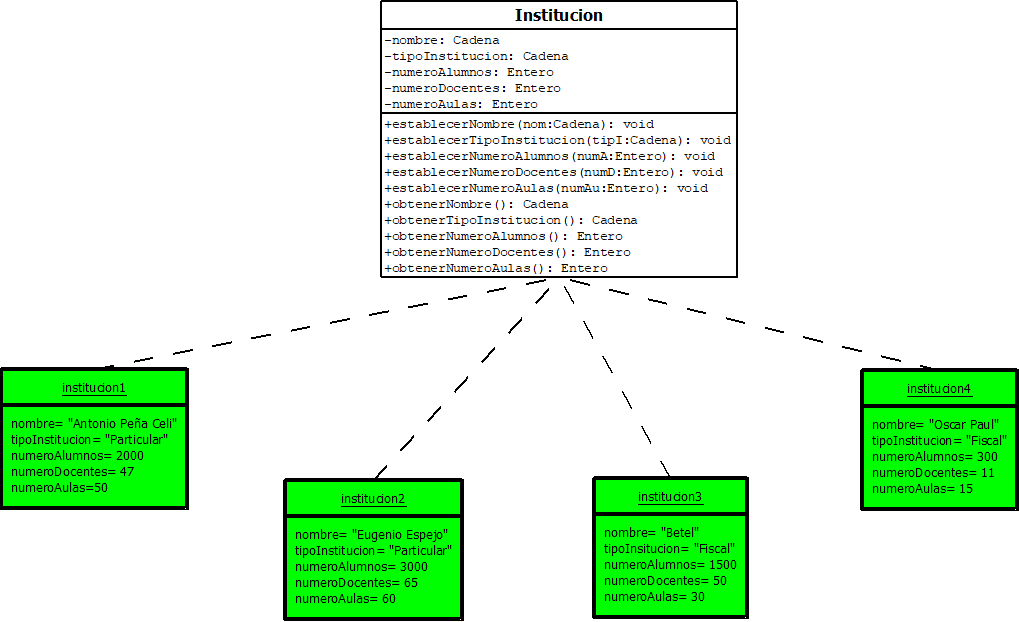 Institucion
-nombre: Cadena
-tipoInstitucion: Cadena
-numeroAlumnos: Entero
-numeroDocentes: Entero
-numeroAulas: Entero
+establecerNombre(nom:Cadena): void
+establecerTipoInstitucion(tipI:Cadena): void
+establecerNumeroAlumnos(numA:Entero): void
+establecerNumeroDocentes(numD:Entero): void
+establecerNumeroAulas(numAu:Entero): void
+obtenerNombre(): Cadena
+obtenerTipoInstitucion(): Cadena
+obtenerNumeroAlumnos(): Entero
+obtenerNumeroDocentes(): Entero
+obtenerNumeroAulas(): Entero
institucion1
nombre= "Antonio Peña Celi"
tipoInstitucion= "Particular"
numeroAlumnos= 2000
numeroDocentes= 47
numeroAulas=50
institucion2
nombre= "Eugenio Espejo"
tipoInstitucion= "Particular"
numeroAlumnos= 3000
numeroDocentes= 65
numeroAulas= 60
institucion3
nombre= "Betel"
tipoInsitucion= "Fiscal"
numeroAlumnos= 1500
numeroDocentes= 50
numeroAulas= 30
institucion4
nombre= "Oscar Paul"
tipoInstitucion= "Fiscal"
numeroAlumnos= 300
numeroDocentes= 11
numeroAulas= 15